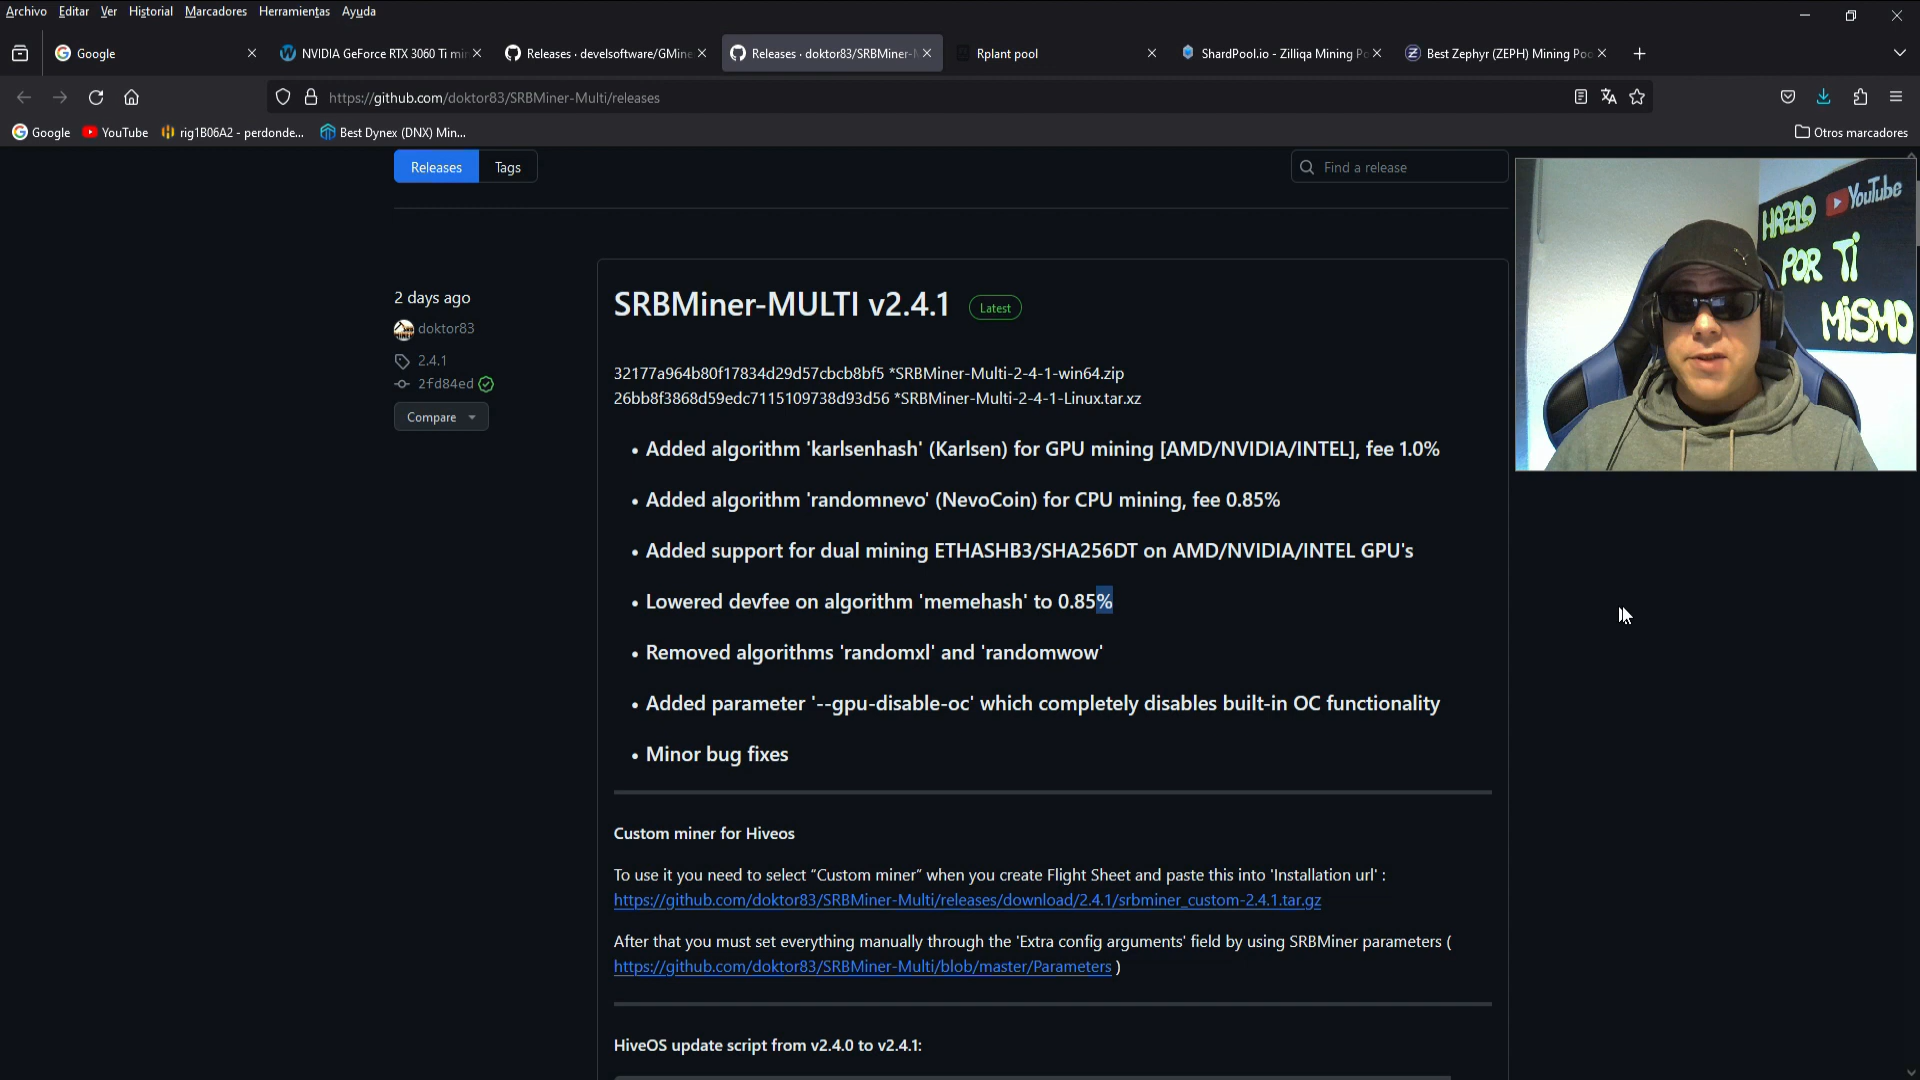 Archivo Editar Ver Historial Marcadores Herramientas Ayuda
Google
NVIDIA GeForce RTX 3060 Ti mi
Releases · develsoftware/GMine
Releases · doktor83/SRBMiner-M
Rplant pool
ShardPool.io - Zilliqa Mining Po
Best Zephyr (ZEPH) Mining Poo
https://github.com/doktor83/SRBMiner-Multi/releases
Google YouTube rig1B06A2 - perdonde... Best Dynex (DNX) Min... Otros marcadores
Releases Tags Find a release
2 days ago
doktor83
2.4.1
2fd84ed
Compare
SRBMiner-MULTI v2.4.1 Latest
32177a964b80f17834d29d57cbcb8bf5 *SRBMiner-Multi-2-4-1-win64.zip
26bb8f3868d59edc7115109738d93d56 *SRBMiner-Multi-2-4-1-Linux.tar.xz
• Added algorithm 'karlsenhash' (Karlsen) for GPU mining [AMD/NVIDIA/INTEL], fee 1.0%
• Added algorithm 'randomnevo' (NevoCoin) for CPU mining, fee 0.85%
• Added support for dual mining ETHASHB3/SHA256DT on AMD/NVIDIA/INTEL GPU's
• Lowered devfee on algorithm 'memehash' to 0.85%
• Removed algorithms 'randomxl' and 'randomwow'
• Added parameter '--gpu-disable-oc' which completely disables built-in OC functionality
• Minor bug fixes
Custom miner for Hiveos
To use it you need to select “Custom miner” when you create Flight Sheet and paste this into 'Installation url' :
https://github.com/doktor83/SRBMiner-Multi/releases/download/2.4.1/srbminer_custom-2.4.1.tar.gz
After that you must set everything manually through the 'Extra config arguments' field by using SRBMiner parameters (
https://github.com/doktor83/SRBMiner-Multi/blob/master/Parameters )
HiveOS update script from v2.4.0 to v2.4.1:
YouTube
HAZLO
POR TI
MiSMO